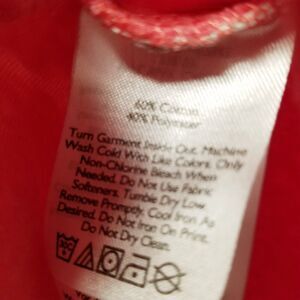 60% Cotton
40% Polyester
Turn Garment Inside Out, Machine
Wash Cold With Like Colors. Only
Non-Chlorine Bleach When
Needed. Do Not Use Fabric
Softeners. Tumble Dry Low
Remove Promptly. Cool Iron As
Desired. Do Not Iron On Print.
Do Not Dry Clean.